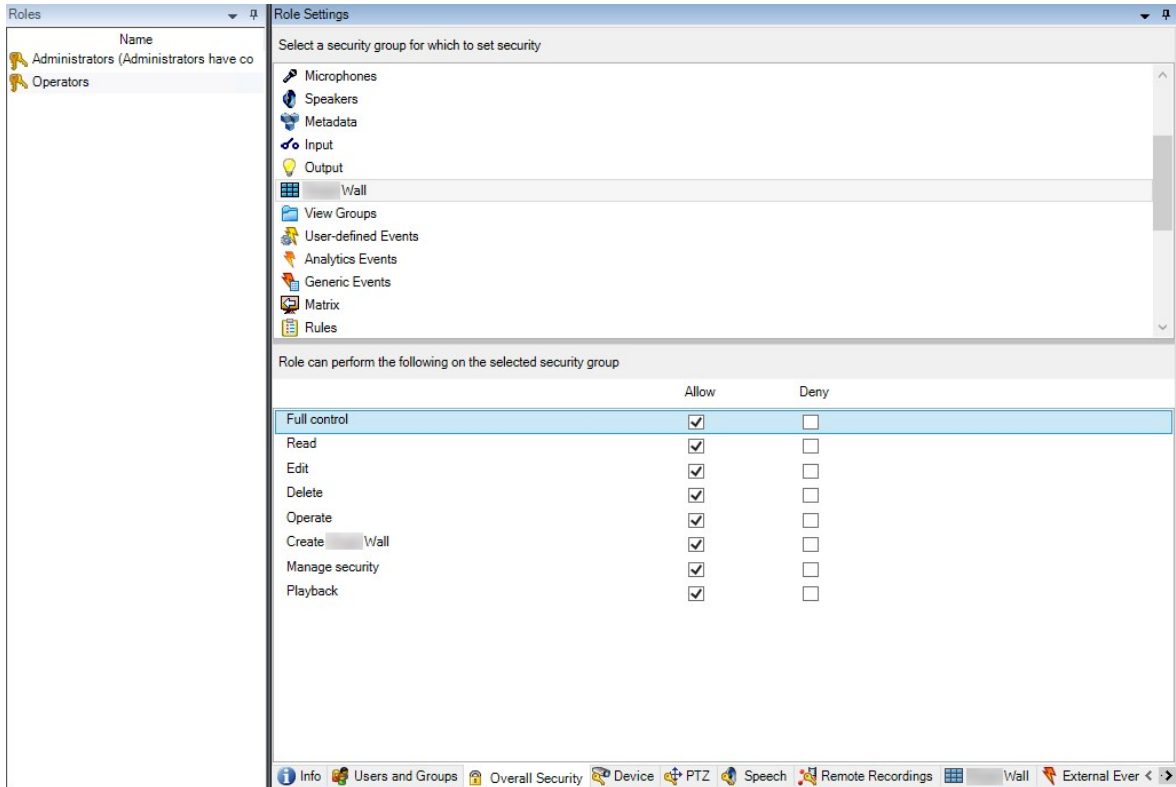 Roles
Name
Administrators (Administrators have co
Operators
Role Settings
Select a security group for which to set security
Microphones
Speakers
Metadata
Input
Output
Wall
View Groups
User-defined Events
Analytics Events
Generic Events
Matrix
Rules
Role can perform the following on the selected security group
Allow Deny
Full control
Read
Edit
Delete
Operate
Create Wall
Manage security
Playback
Info Users and Groups Overall Security Device PTZ Speech Remote Recordings Wall External Ever